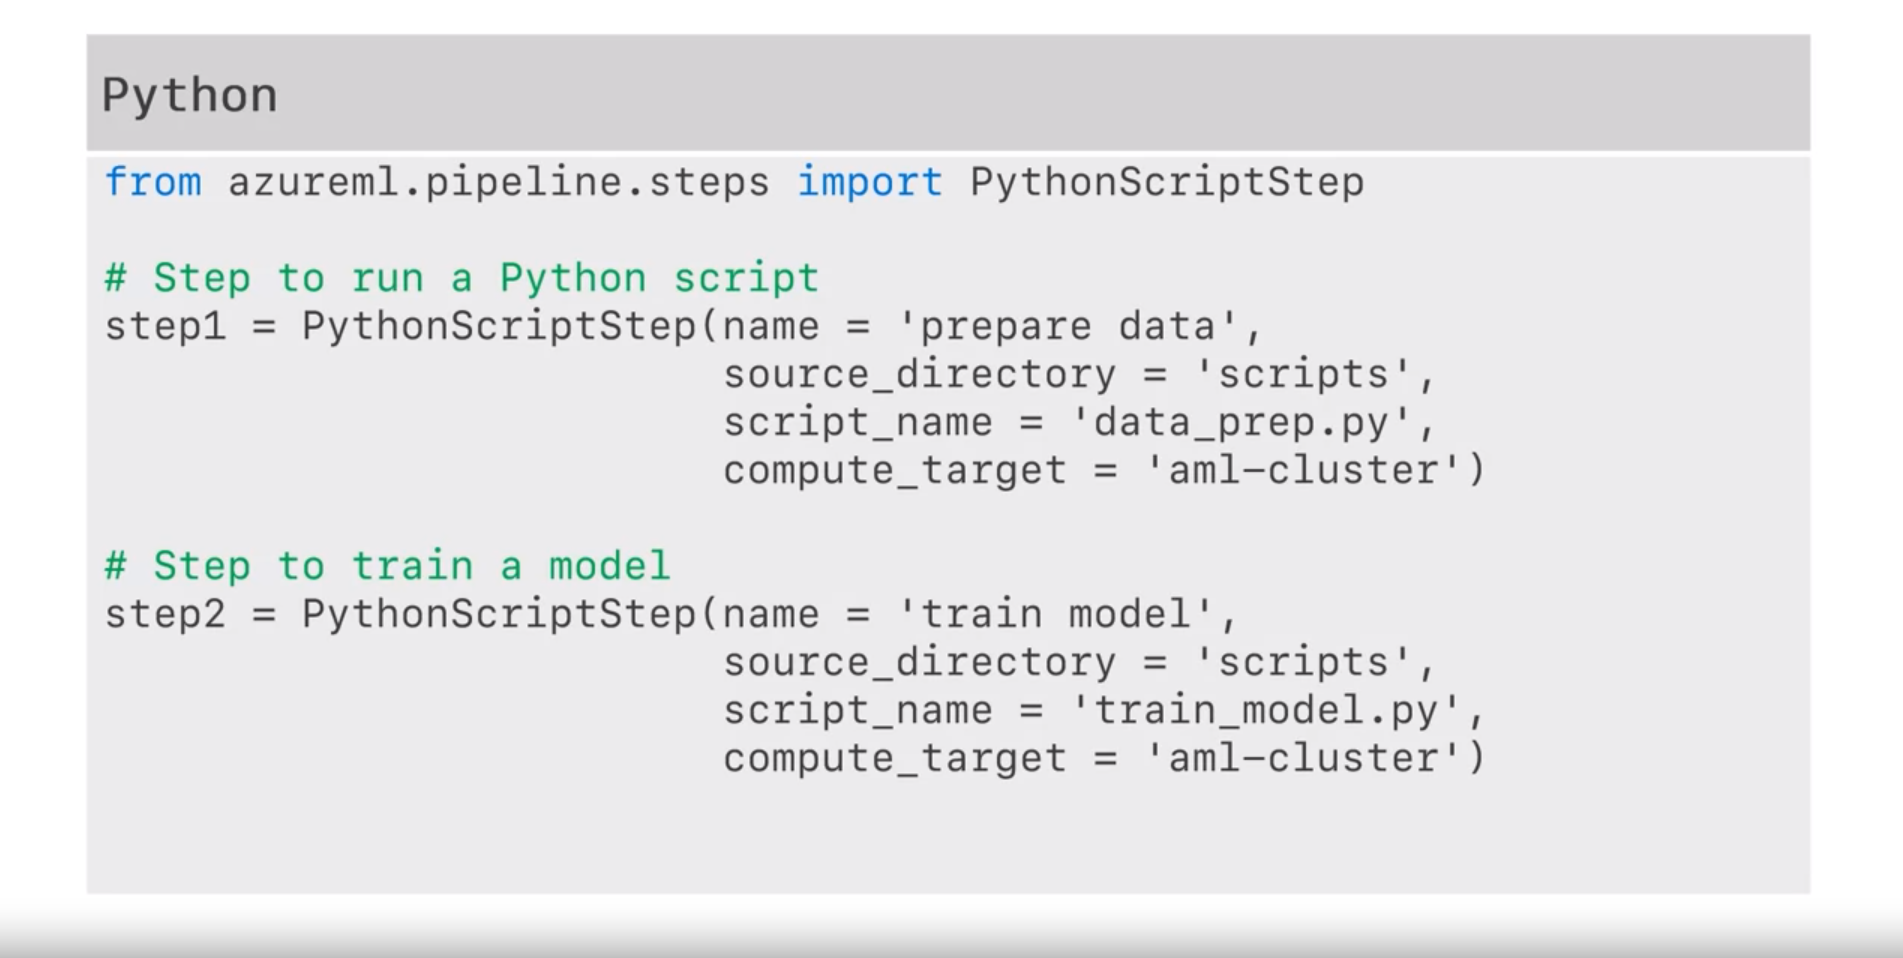 Python
from azureml.pipeline.steps import PythonScriptStep
# Step to run a Python script
step1 = PythonScriptStep(name = 'prepare data',
source_directory = 'scripts',
script_name = 'data_prep.py',
compute_target = 'aml-cluster')
# Step to train a model
step2 = PythonScriptStep(name = 'train model',
source_directory = 'scripts',
script_name = 'train_model.py',
compute_target = 'aml-cluster')